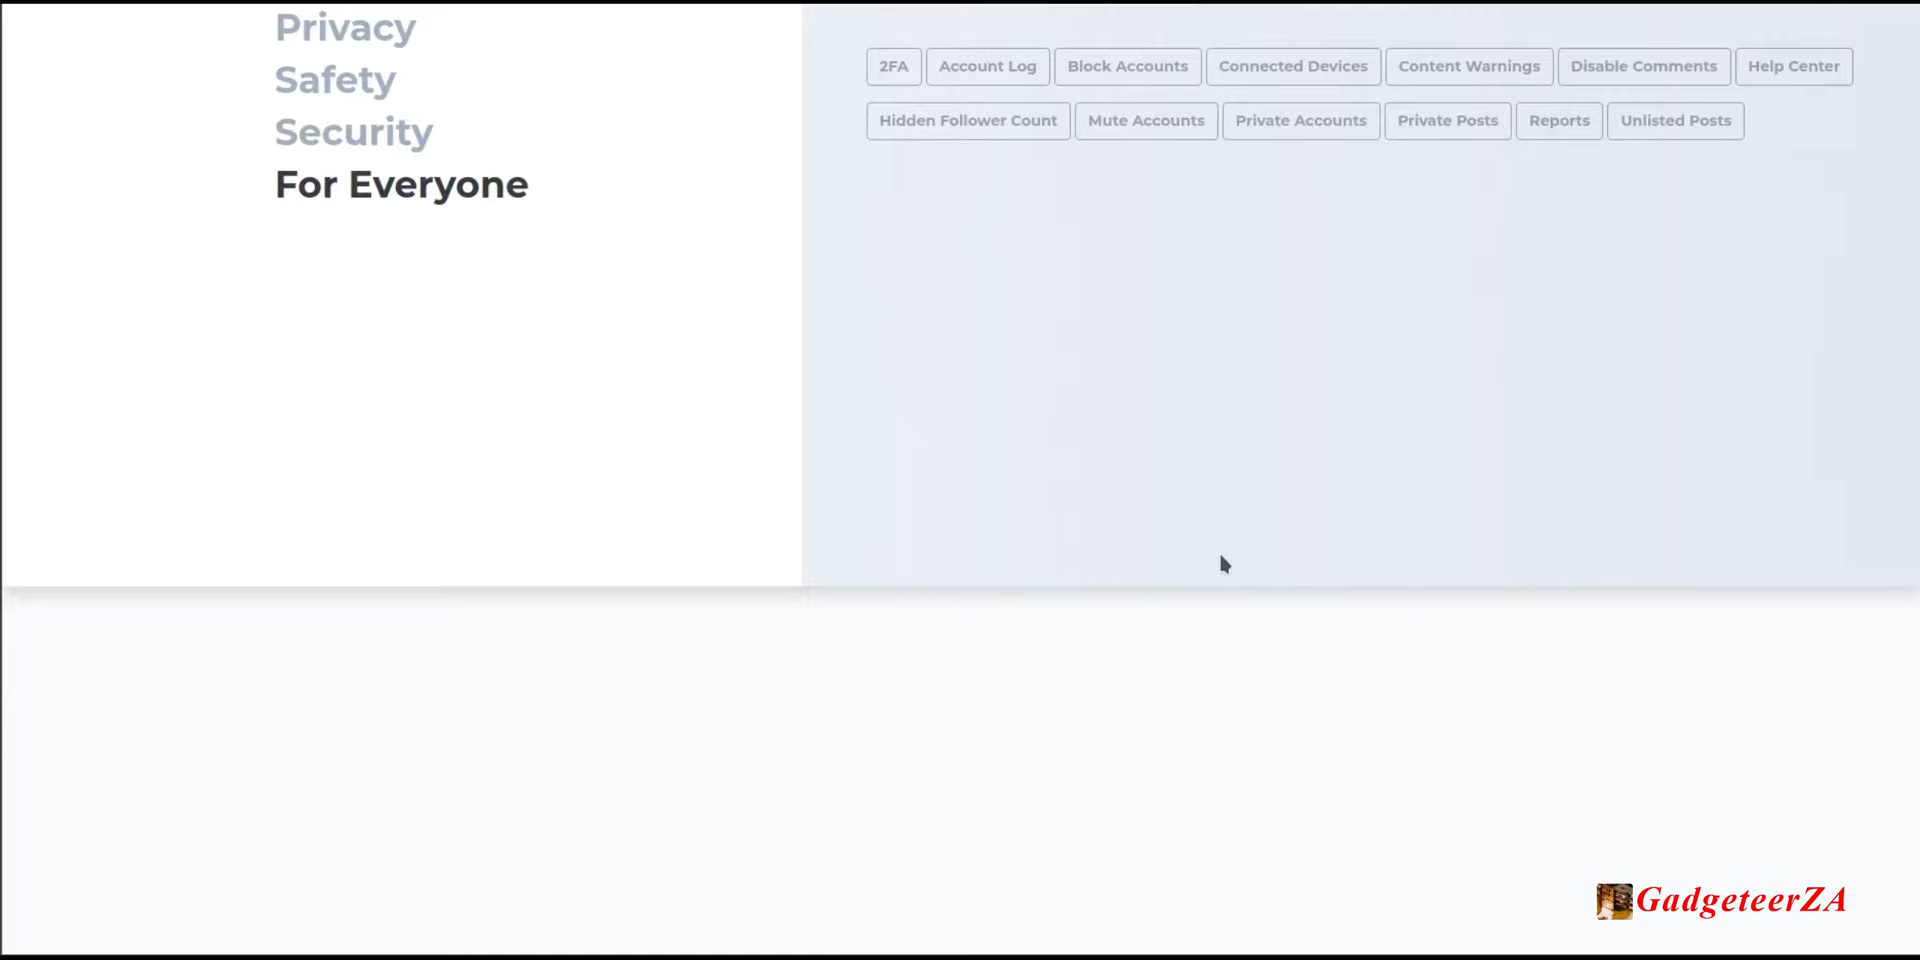 Privacy
Safety
Security
For Everyone
2FA Account Log Block Accounts Connected Devices Content Warnings Disable Comments Help Center
Hidden Follower Count Mute Accounts Private Accounts Private Posts Reports Unlisted Posts
GadgeteerZA